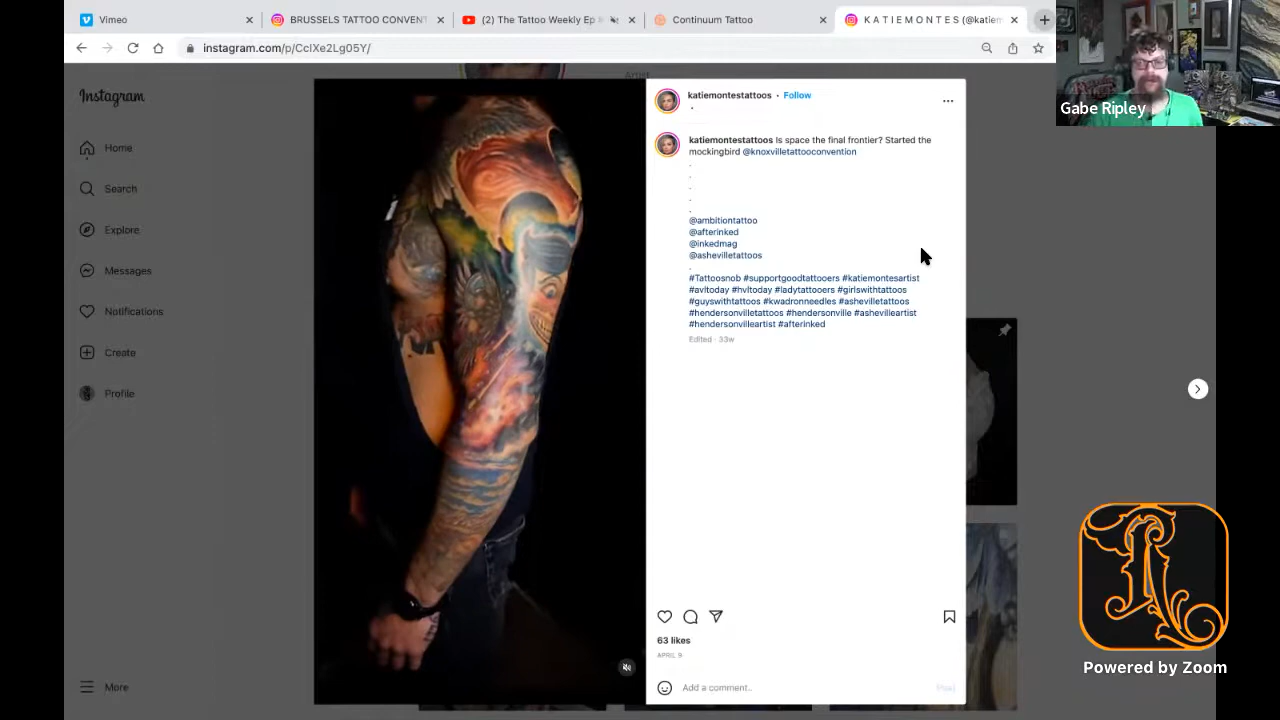 Vimeo
BRUSSELS TATTOO CONVENT
(2) The Tattoo Weekly Ep
Continuum Tattoo
K A T I E M O N T E S (@katiem
instagram.com/p/CclXe2Lg05Y/
Gabe Ripley
Instagram
Home
Search
Explore
Messages
Notifications
Create
Profile
More
katiemontestattoos • Follow
katiemontestattoos Is space the final frontier? Started the
mockingbird @knoxvilletattooconvention
.
.
.
.
.
@ambitiontattoo
@afterinked
@inkedmag
@ashevilletattoos
.
#Tattoosnob #supportgoodtattooers #katiemontesartist
#avltoday #hvltoday #ladytattooers #girlswithtattoos
#guyswithtattoos #kwadronneedles #ashevilletattoos
#hendersonvilletattoos #hendersonville #ashevilleartist
#hendersonvilleartist #afterinked
Edited · 33w
63 likes
APRIL 9
Add a comment..
Post
Powered by Zoom